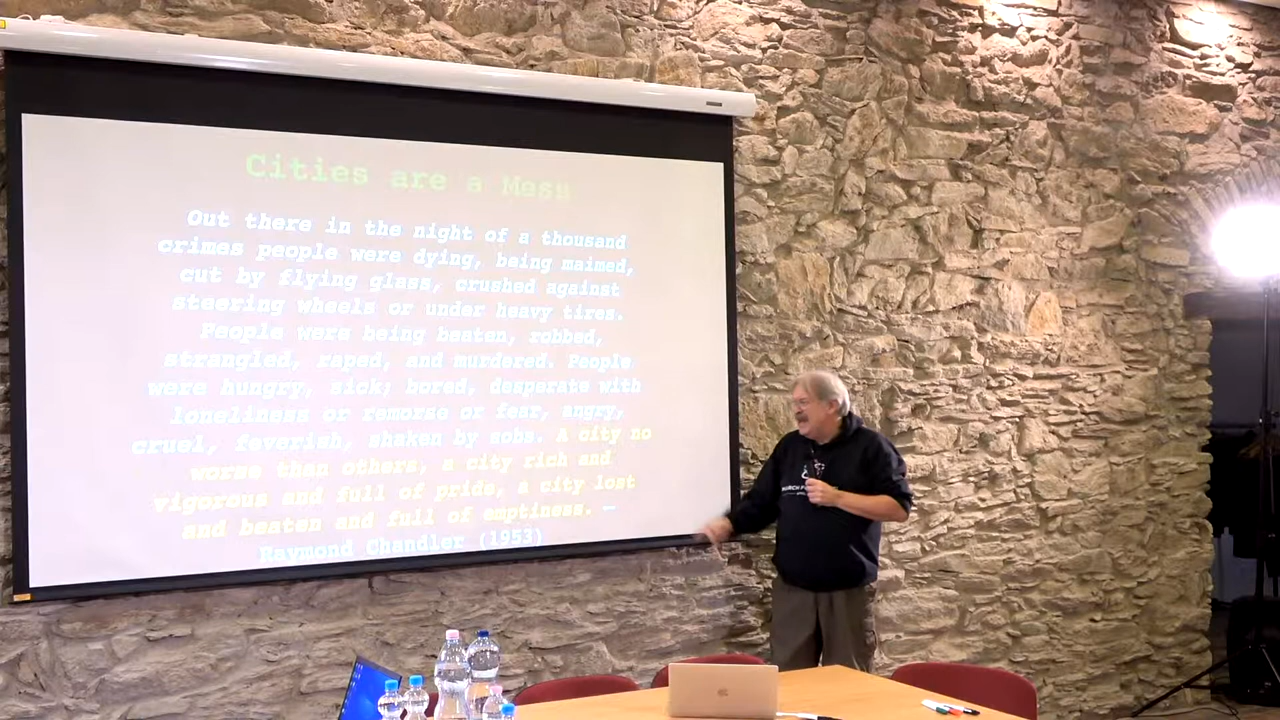 Cities are a Mess
Out there in the night of a thousand
crimes people were dying, being maimed,
cut by flying glass, crushed against
steering wheels or under heavy tires.
People were being beaten, robbed,
strangled, raped, and murdered. People
were hungry, sick; bored, desperate with
loneliness or remorse or fear, angry,
cruel, feverish, shaken by sobs. A city no
worse than others, a city rich and
vigorous and full of pride, a city lost
and beaten and full of emptiness. —
Raymond Chandler (1953)